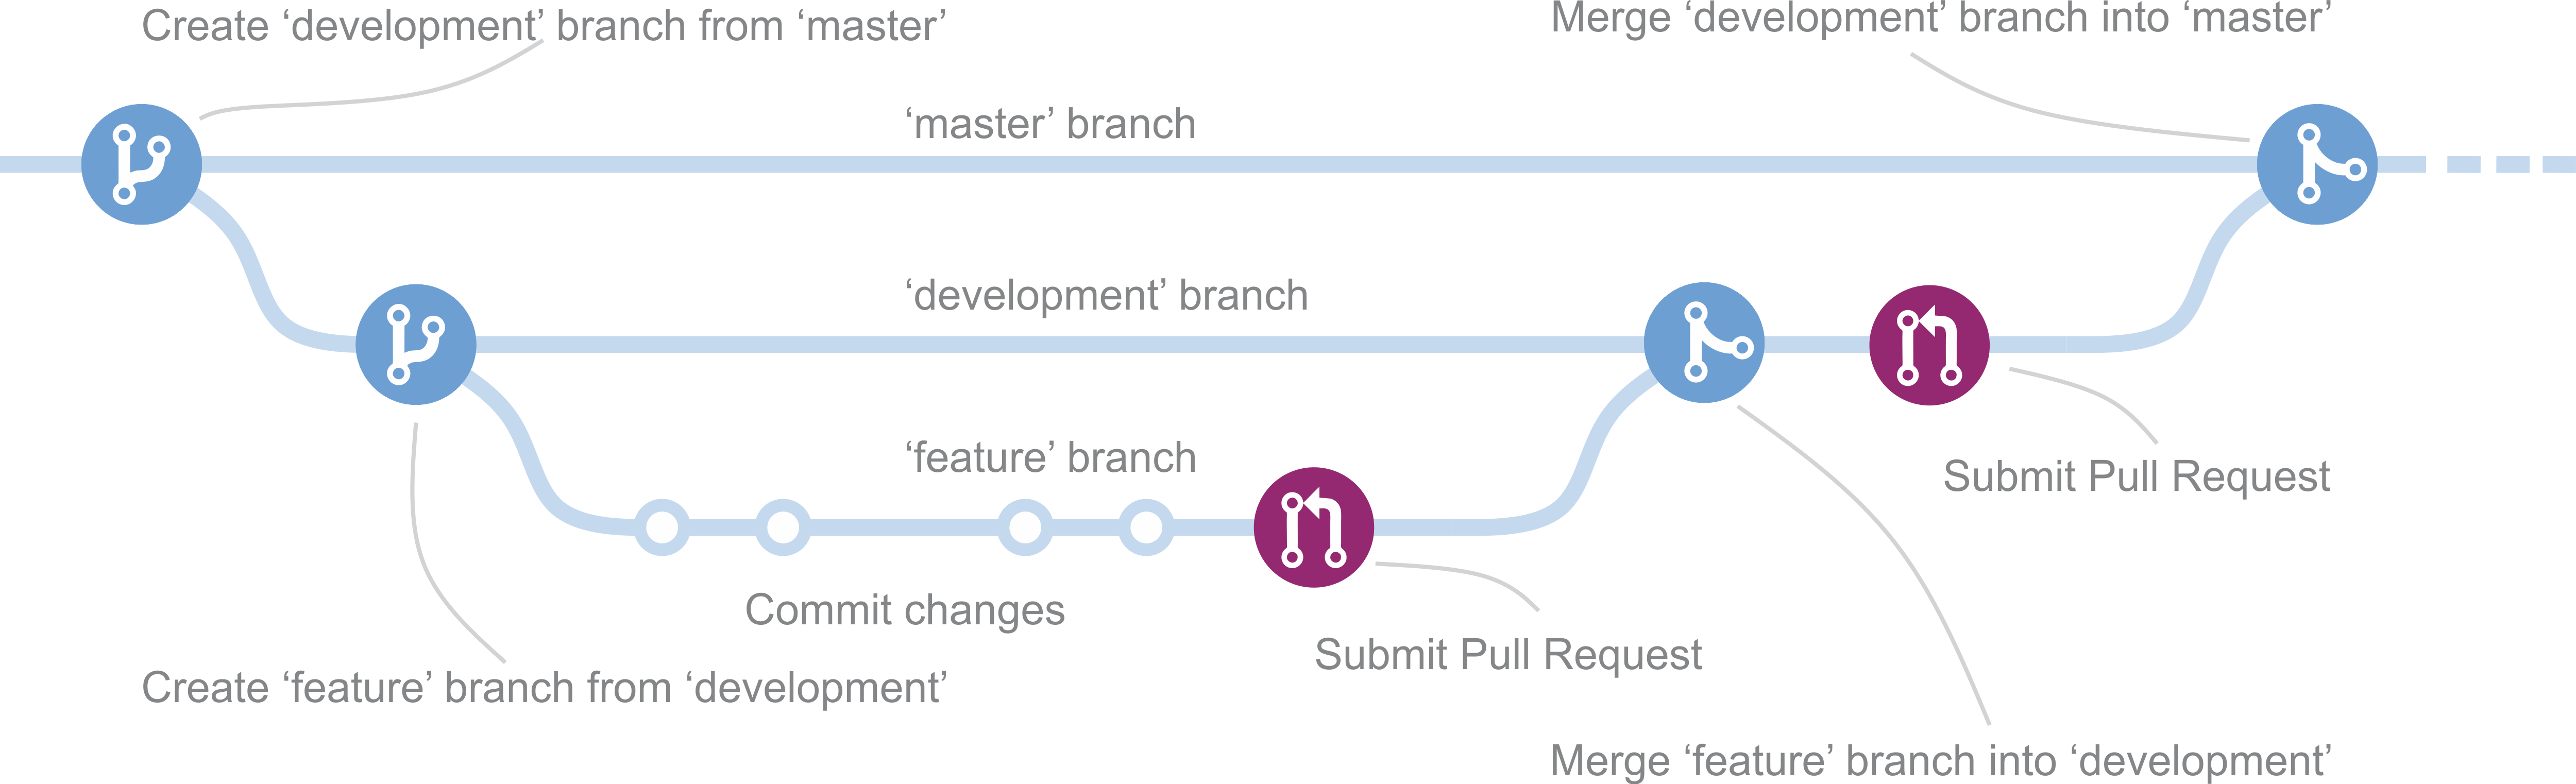 Create ‘development’ branch from ‘master’
Merge ‘development’ branch into ‘master’
‘master’ branch
‘development’ branch
‘feature’ branch
Submit Pull Request
Commit changes
Submit Pull Request
Create ‘feature’ branch from ‘development’
Merge ‘feature’ branch into ‘development’